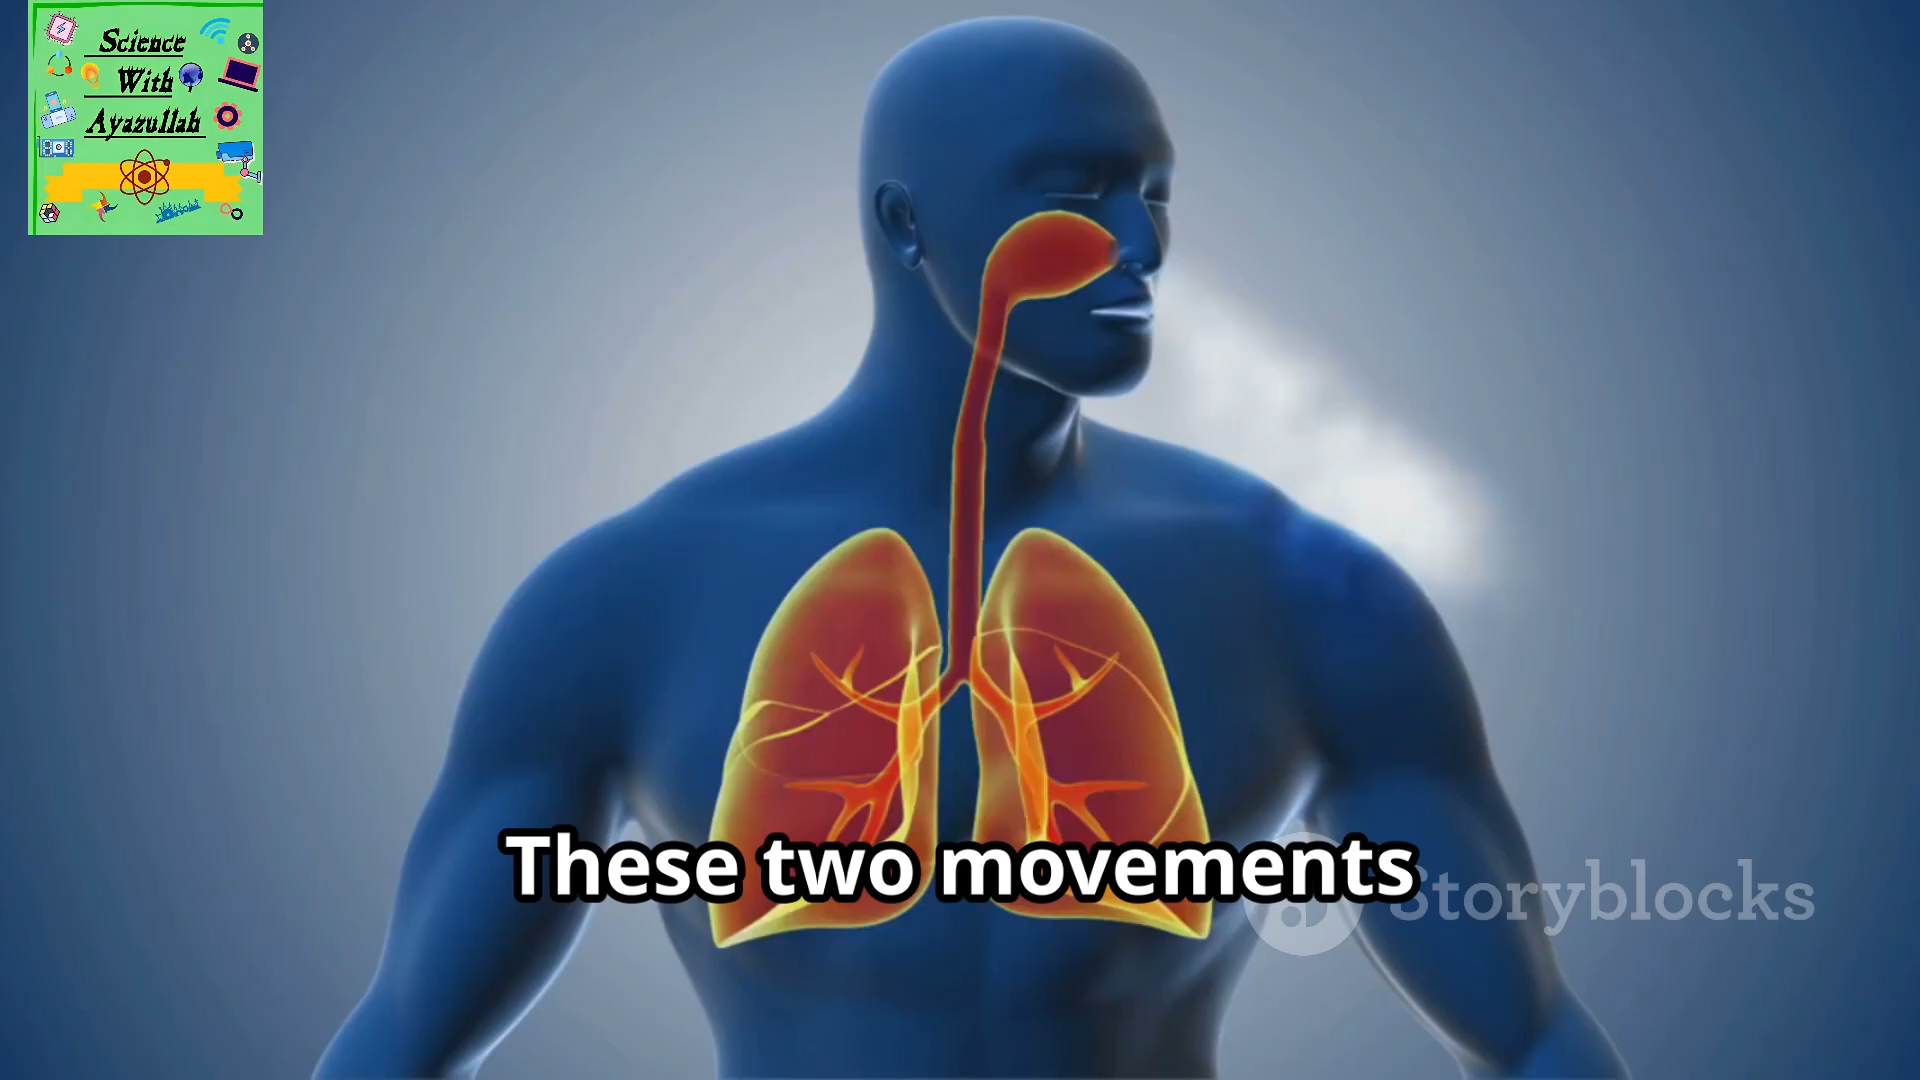 Science
With
Ayazullah
These two movements
Storyblocks